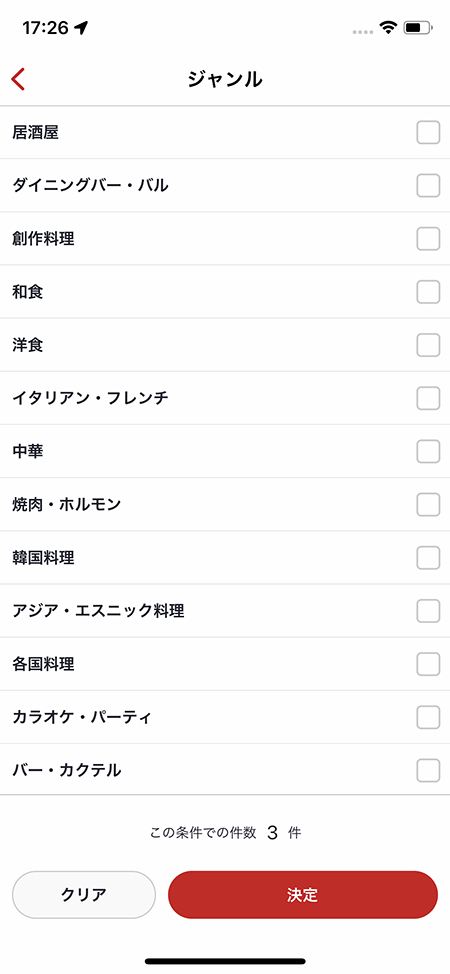 17:26
ジャンル
居酒屋
ダイニングバー・バル
創作料理
和食
洋食
イタリアン・フレンチ
中華
焼肉・ホルモン
韓国料理
アジア・エスニック料理
各国料理
カラオケ・パーティ
バー・カクテル
この条件での件数 3 件
クリア 決定